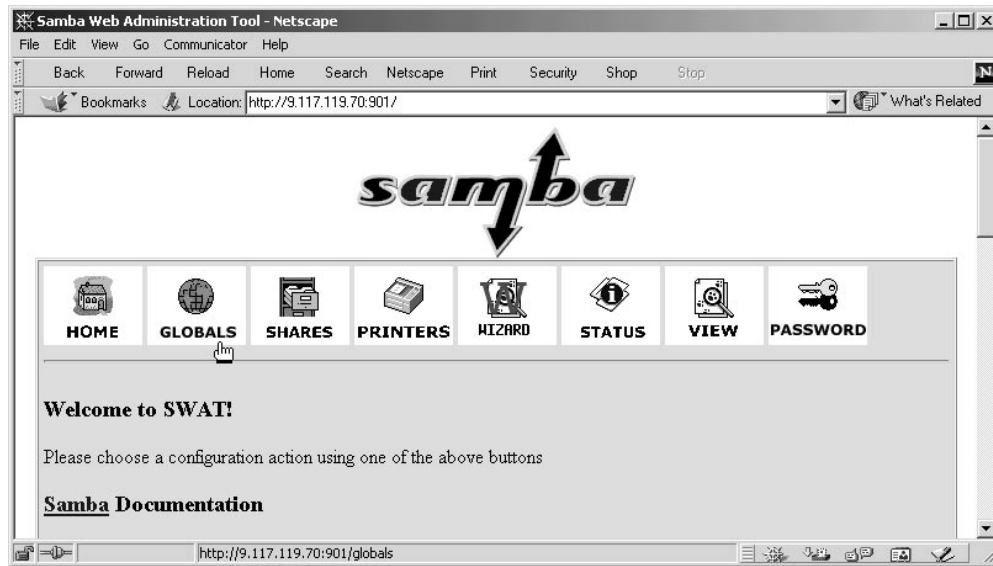 Samba Web Administration Tool - Netscape
File Edit View Go Communicator Help
Back Forward Reload Home Search Netscape Print Security Shop Stop
N
Bookmarks Location: http://9.117.119.70:901/ What's Related
samba
HOME GLOBALS SHARES PRINTERS WIZARD STATUS VIEW PASSWORD
Welcome to SWAT!
Please choose a configuration action using one of the above buttons
Samba Documentation
http://9.117.119.70:901/globals